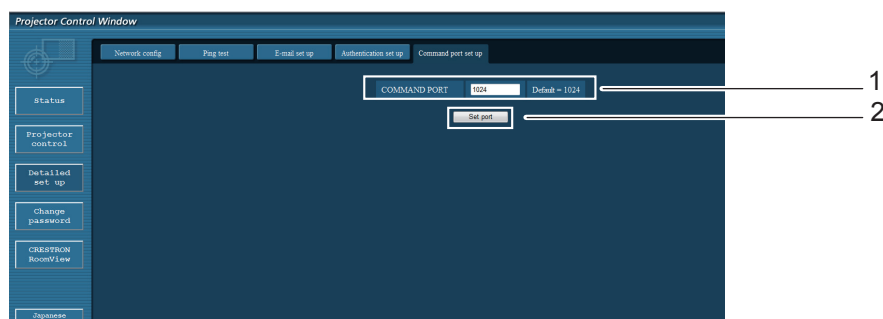 Projector Control Window
Network config Ping test E-mail set up Authentication set up Command port set up
COMMAND PORT 1024 Default = 1024 1
Set port 2
Status
Projector
control
Detailed
set up
Change
password
CRESTRON
RoomView
Japanese